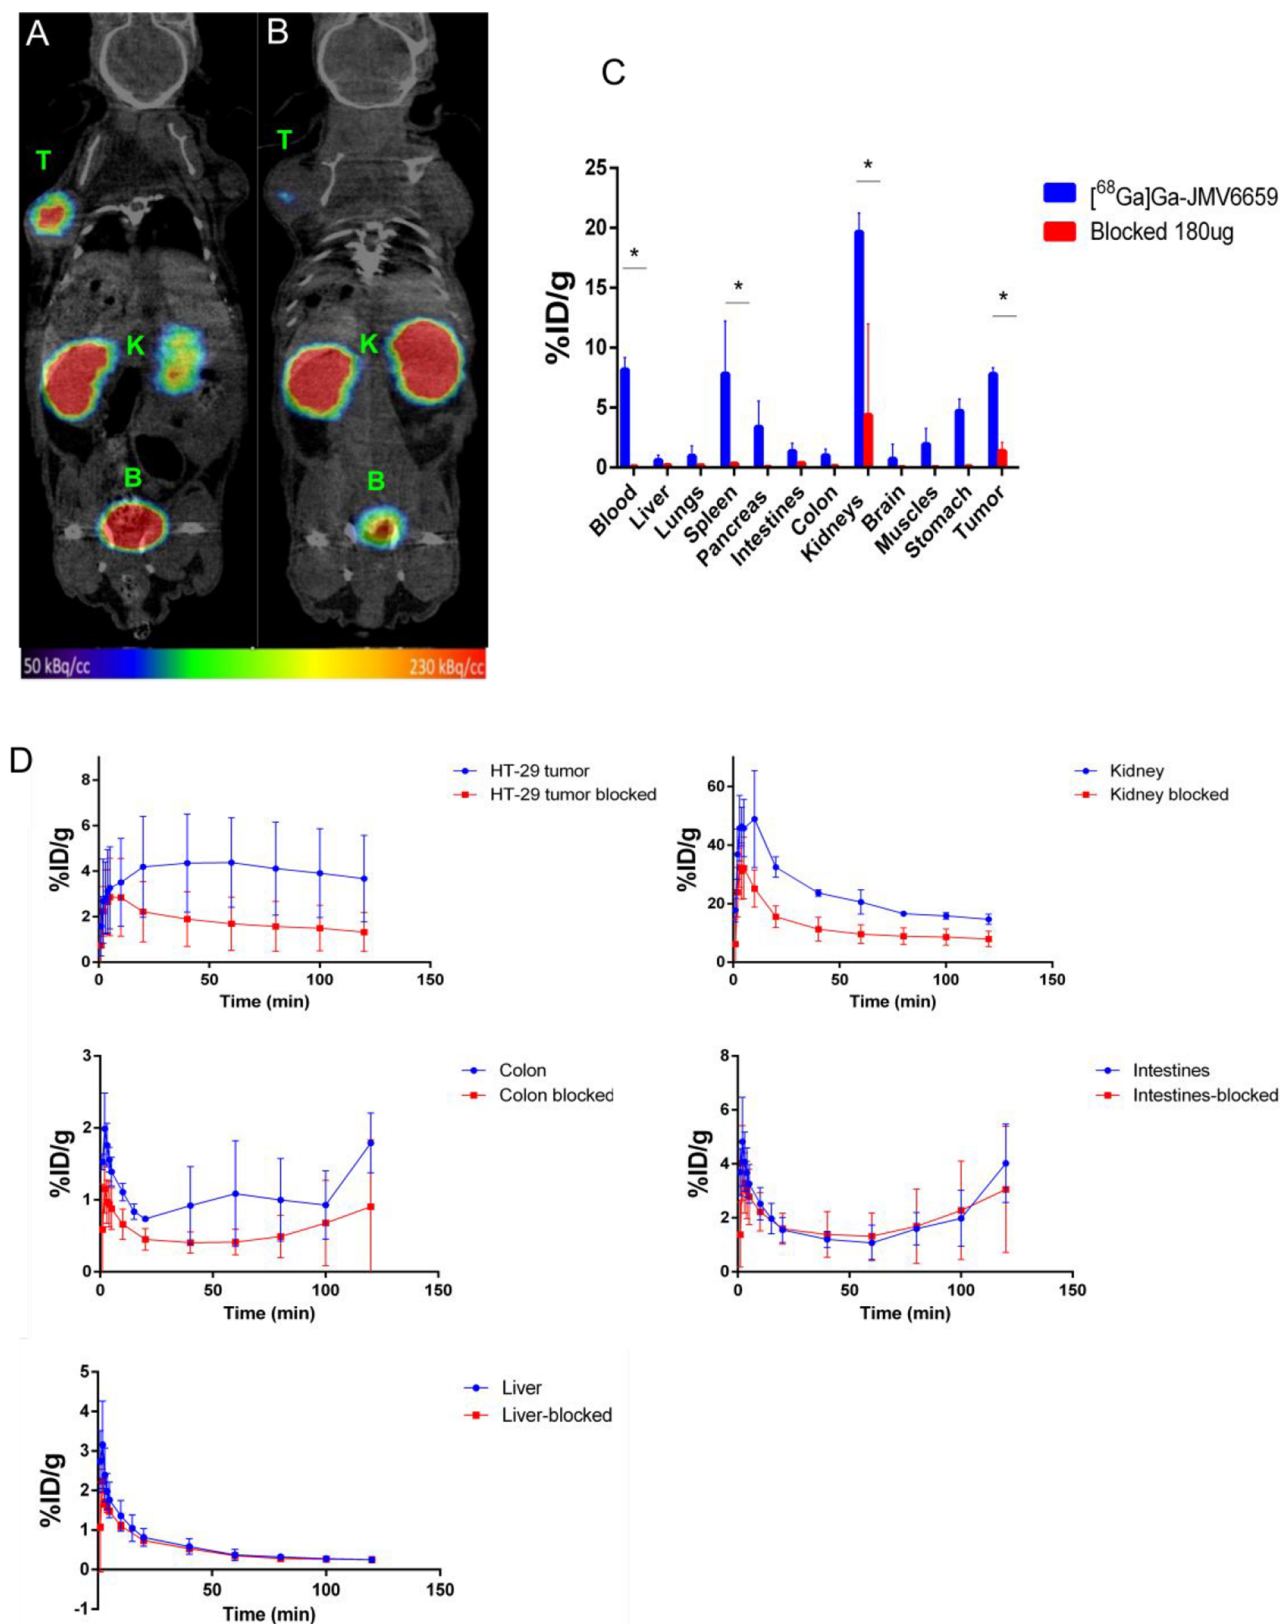 A
B
C
T
T
K
K
B
B
50 kBq/cc
230 kBq/cc
25
20
15
10
5
0
%ID/g
*
*
*
*
[68Ga]Ga-JMV6659
Blocked 180ug
Blood
Liver
Lungs
Spleen
Pancreas
Intestines
Colon
Kidneys
Brain
Muscles
Stomach
Tumor
D
8
6
4
2
0
%ID/g
0
50
100
150
Time (min)
HT-29 tumor
HT-29 tumor blocked
60
40
20
0
%ID/g
0
50
100
150
Time (min)
Kidney
Kidney blocked
3
2
1
0
%ID/g
0
50
100
150
Time (min)
Colon
Colon blocked
8
6
4
2
0
%ID/g
0
50
100
150
Time (min)
Intestines
Intestines-blocked
5
4
3
2
1
0
-1
%ID/g
50
100
150
Time (min)
Liver
Liver-blocked